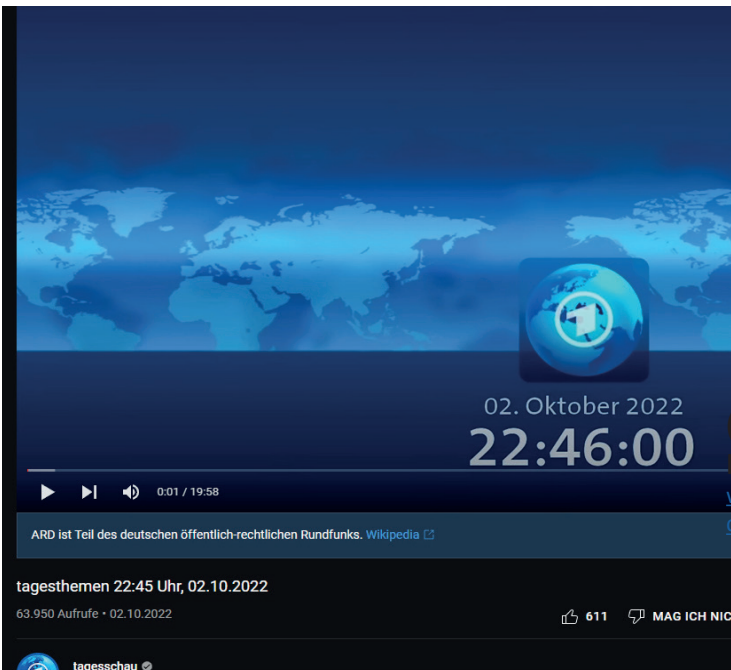 02. Oktober 2022
22:46:00
0:01 / 19:58
ARD ist Teil des deutschen öffentlich-rechtlichen Rundfunks. Wikipedia
tagesthemen 22:45 Uhr, 02.10.2022
63.950 Aufrufe • 02.10.2022
611 MAG ICH NIC
tagesschau